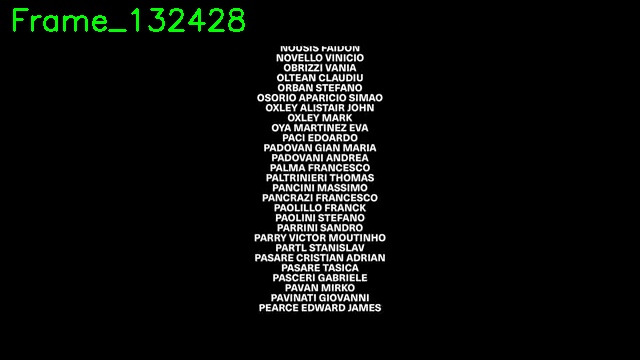 Frame_132428
NOUSIS FAIDON
NOVELLO VINICIO
OBRIZZI VANIA
OLTEAN CLAUDIU
ORBAN STEFANO
OSORIO APARICIO SIMAO
OXLEY ALISTAIR JOHN
OXLEY MARK
OYA MARTINEZ EVA
PACI EDOARDO
PADOVAN GIAN MARIA
PADOVANI ANDREA
PALMA FRANCESCO
PALTRINIERI THOMAS
PANCINI MASSIMO
PANCRAZI FRANCESCO
PAOLILLO FRANCK
PAOLINI STEFANO
PARRINI SANDRO
PARRY VICTOR MOUTINHO
PARTL STANISLAV
PASARE CRISTIAN ADRIAN
PASARE TASICA
PASCERI GABRIELE
PAVAN MIRKO
PAVINATI GIOVANNI
PEARCE EDWARD JAMES